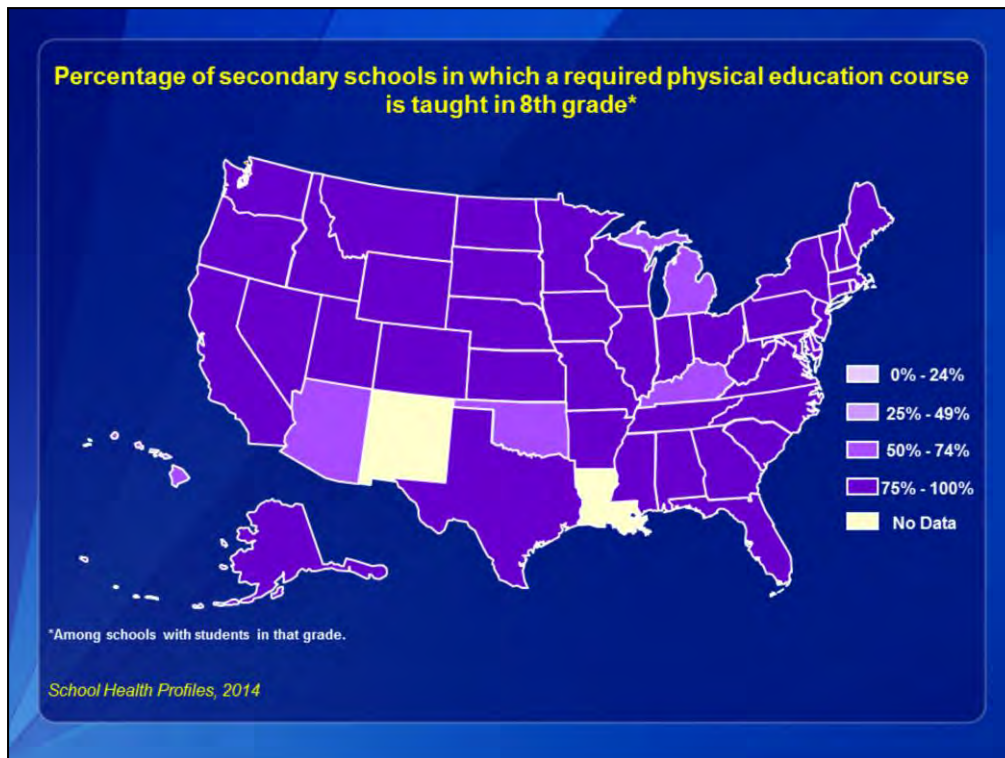 Percentage of secondary schools in which a required physical education course
is taught in 8th grade*
0% - 24%
25% - 49%
50% - 74%
75% - 100%
No Data
*Among schools with students in that grade.
School Health Profiles, 2014